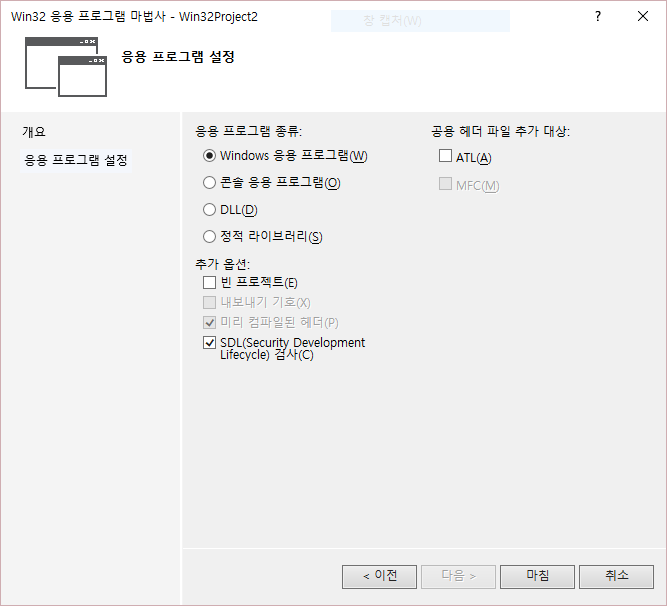 Win32 응용 프로그램 마법사 - Win32Project2
창 캡처(W)
?
응용 프로그램 설정
개요
응용 프로그램 설정
응용 프로그램 종류:
Windows 응용 프로그램(W)
콘솔 응용 프로그램(O)
DLL(D)
정적 라이브러리(S)
추가 옵션:
빈 프로젝트(E)
내보내기 기호(X)
미리 컴파일된 헤더(P)
SDL(Security Development
Lifecycle) 검사(C)
공용 헤더 파일 추가 대상:
ATL(A)
MFC(M)
< 이전
다음 >
마침
취소